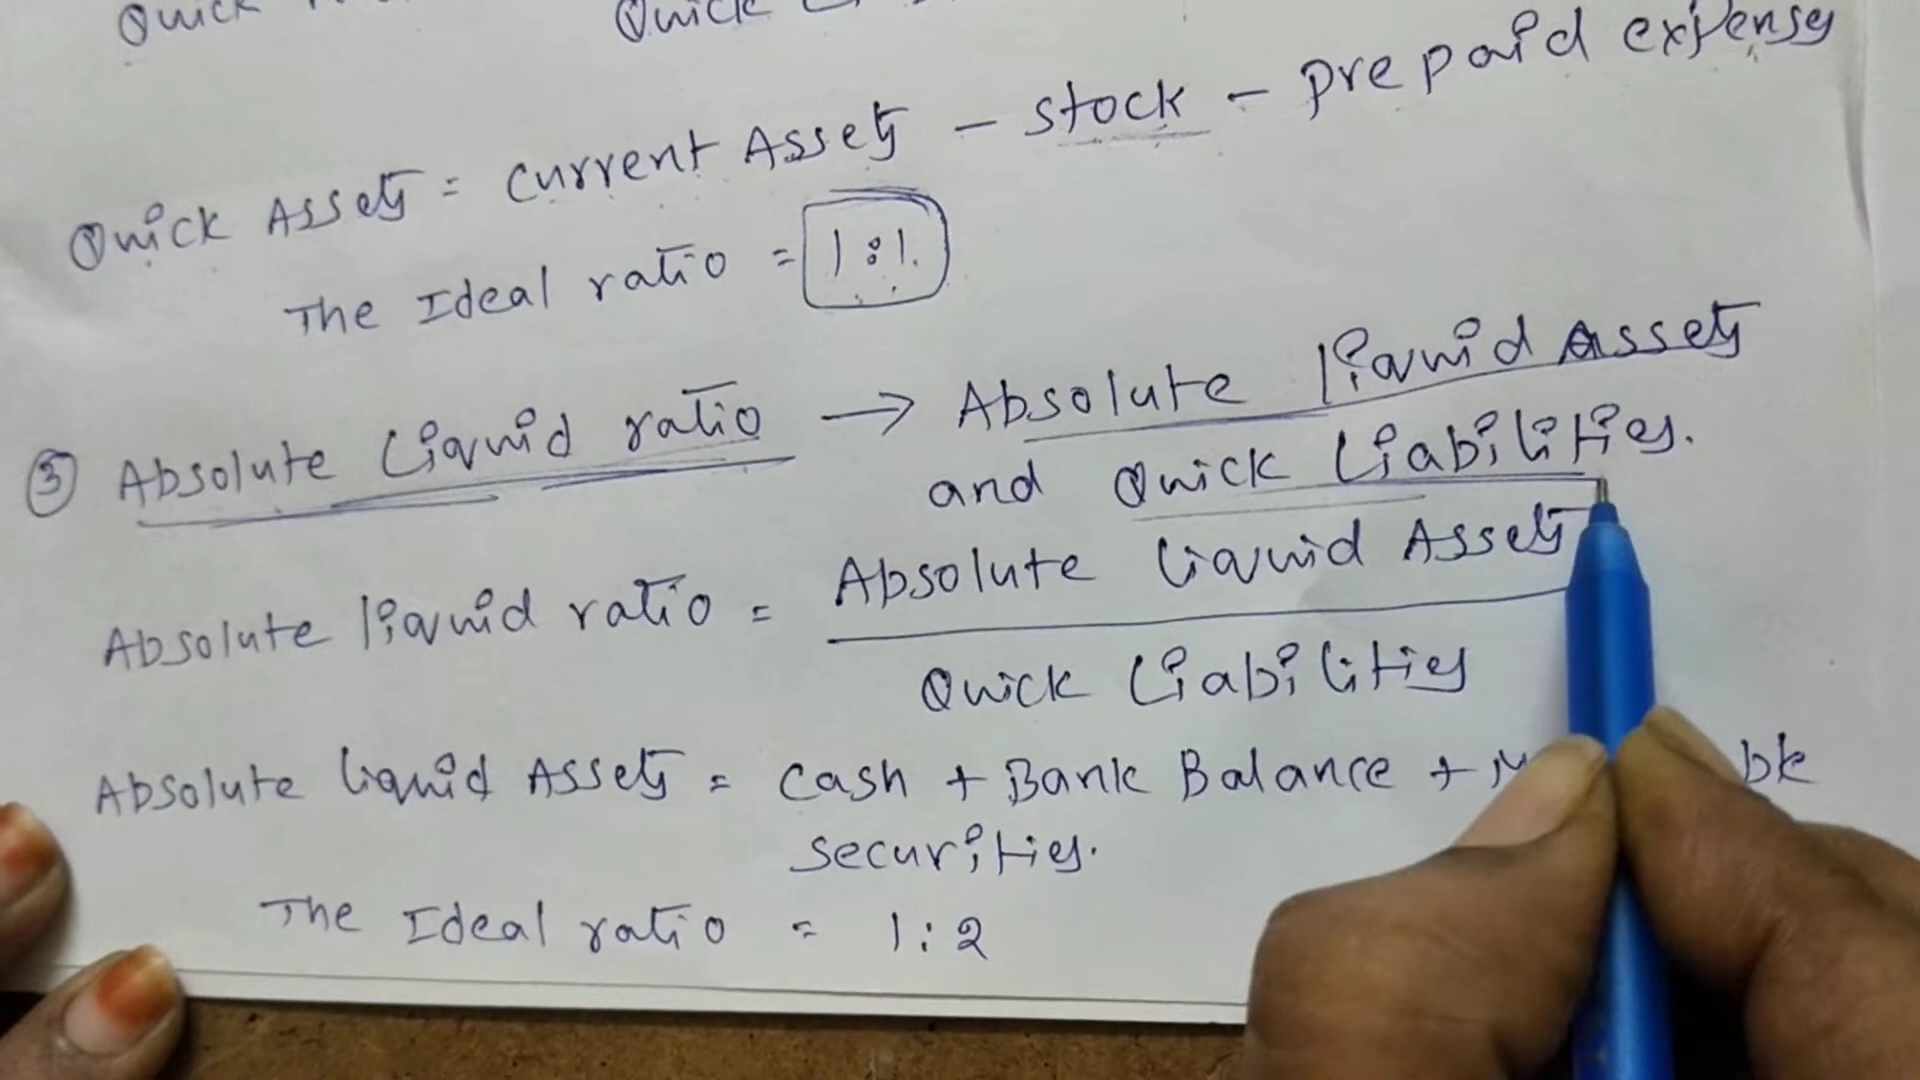 Quick Quick
Quick Assets = Current Assets - Stock - prepaid expenses
The Ideal ratio = 1:1.
③ Absolute Liquid ratio → Absolute liquid Assets
and Quick Liabilities.
Absolute liquid ratio = Absolute Liquid Assets
Quick Liabilities
Absolute liquid Assets = Cash + Bank Balance +
Securities.
The Ideal ratio = 1:2